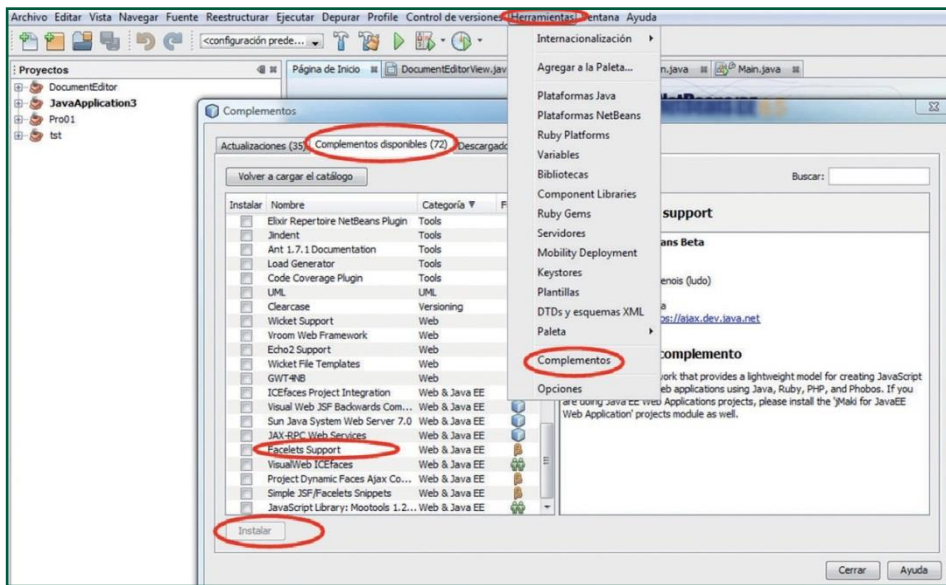 Archivo Editar Vista Navegar Fuente Reestructurar Ejecutar Depurar Profile Control de versiones Herramientas entana Ayuda
<configuración prede...
Proyectos
DocumentEditor
JavaApplication3
Pro01
tst
Página de Inicio DocumentEditorView.jav n.java Main.java
Internacionalización
Agregar a la Paleta...
Plataformas Java
Plataformas NetBeans
Ruby Platforms
Variables
Bibliotecas
Component Libraries
Ruby Gems
Servidores
Mobility Deployment
Keystores
Plantillas
DTDs y esquemas XML
Paleta
Complementos
Opciones
Complementos
Actualizaciones (35) Complementos disponibles (72) Descargado
Volver a cargar el catálogo
Buscar:
Instalar Nombre Categoría F
Elixir Repertoire NetBeans Plugin Tools
Jindent Tools
Ant 1.7.1 Documentation Tools
Load Generator Tools
Code Coverage Plugin Tools
UML UML
Clearcase Versioning
Wicket Support Web
Vroom Web Framework Web
Echo2 Support Web
Wicket File Templates Web
GWT4NB Web
ICEfaces Project Integration Web & Java EE
Visual Web JSF Backwards Com... Web & Java EE
Sun Java System Web Server 7.0 Web & Java EE
JAX-RPC Web Services Web & Java EE
Facelets Support Web & Java EE
VisualWeb ICEfaces Web & Java EE
Project Dynamic Faces Ajax Co... Web & Java EE
Simple JSF/Facelets Snippets Web & Java EE
JavaScript Library: Mootools 1.2... Web & Java EE
support
ans Beta
enois (ludo)
a
ps://ajax.dev.java.net
complemento
ork that provides a lightweight model for creating JavaScript
eb applications using Java, Ruby, PHP, and Phobos. If you
are doing Java EE Web Applications projects, please install the 'jMaki for JavaEE
Web Application' projects module as well.
Instalar
Cerrar Ayuda